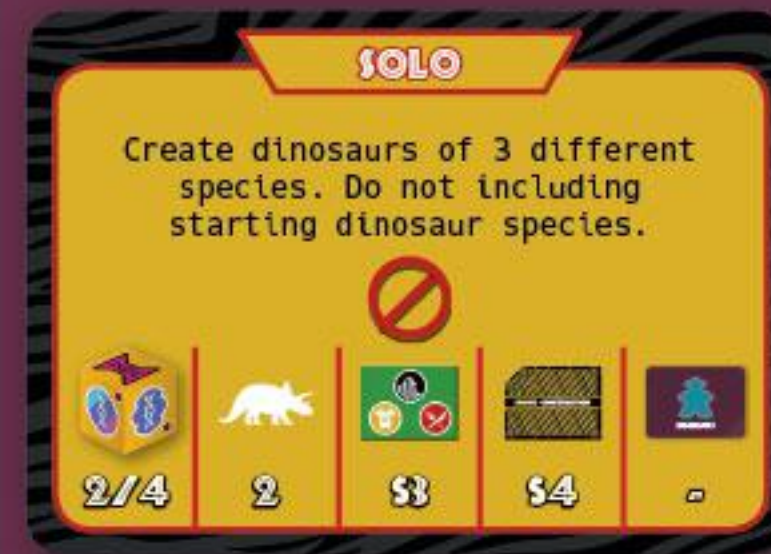 SOLO
Create dinosaurs of 3 different
species. Do not including
starting dinosaur species.
2/4
2
$3
$4
-